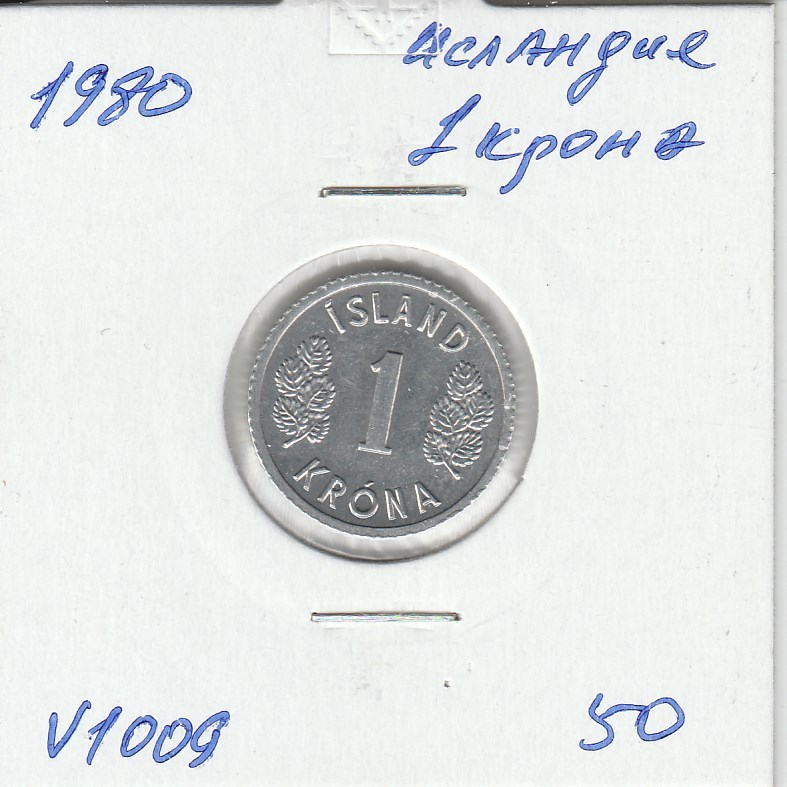 1980
Исландия
1 крона
ÍSLAND
1
KRÓNA
V1009
50